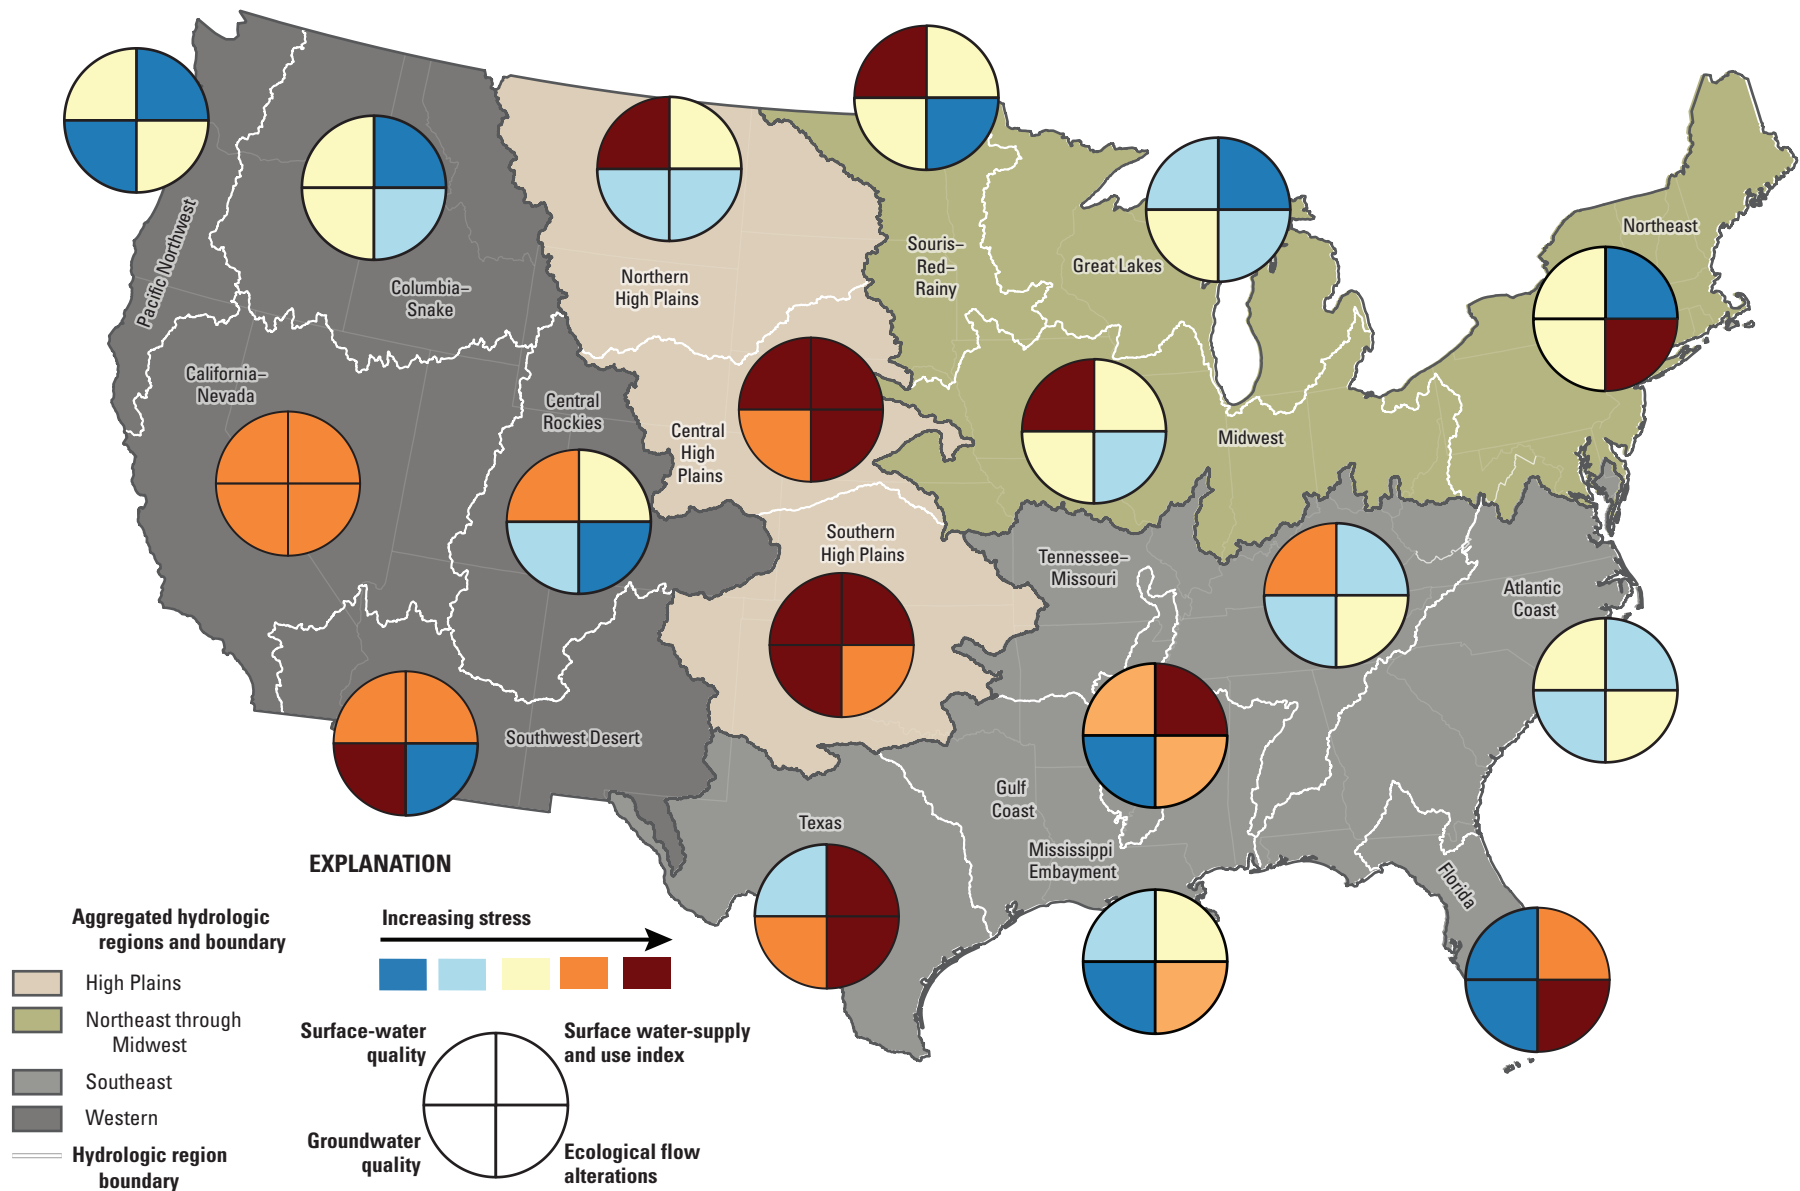 Pacific Northwest
Columbia–
Snake
Northern
High Plains
Souris–
Red–
Rainy
Great Lakes
Northeast
California–
Nevada
Central
Rockies
Central
High
Plains
Midwest
Southern
High Plains
Tennessee–
Missouri
Atlantic
Coast
Southwest Desert
Texas
Gulf
Coast
Mississippi
Embayment
Florida
EXPLANATION
Aggregated hydrologic
regions and boundary
High Plains
Northeast through
Midwest
Southeast
Western
Hydrologic region
boundary
Increasing stress
Surface-water
quality
Surface water-supply
and use index
Groundwater
quality
Ecological flow
alterations